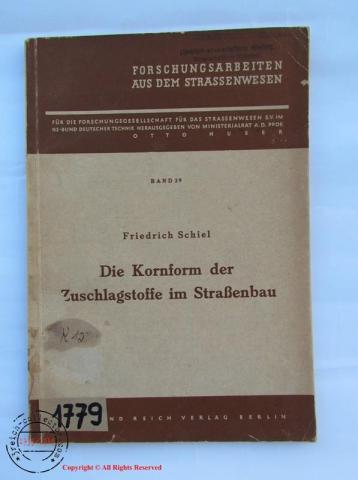 FORSCHUNGSARBEITEN
AUS DEM STRASSENWESEN
FÜR DIE FORSCHUNGSGESELLSCHAFT FÜR DAS STRASSENWESEN E.V. IM
NS-BUND DEUTSCHER TECHNIK HERAUSGEGEBEN VON MINISTERIALRAT A.D. PROF.
OTTO HUBER
BAND 29
Friedrich Schiel
Die Kornform der
Zuschlagstoffe im Straßenbau
K 12
1779
ND REICH VERLAG BERLIN
Copyright © All Rights Reserved